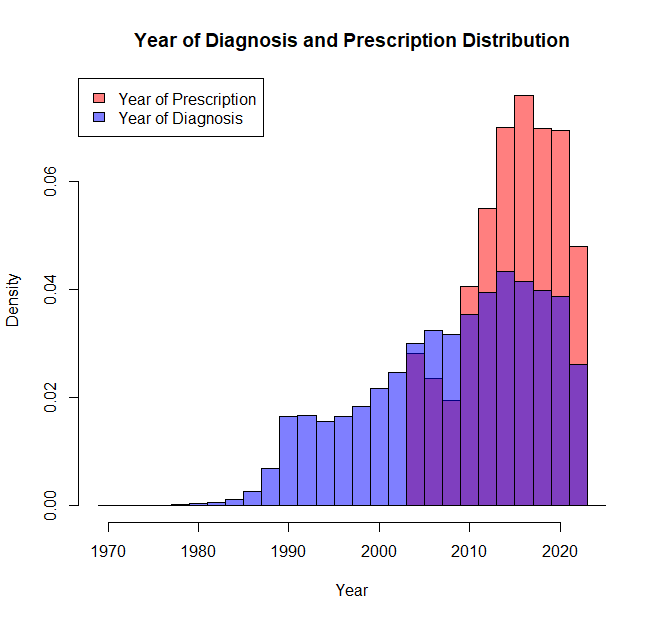 Year of Diagnosis and Prescription Distribution
Year of Prescription
Year of Diagnosis
Density
0.06
0.04
0.02
0.00
1970 1980 1990 2000 2010 2020
Year